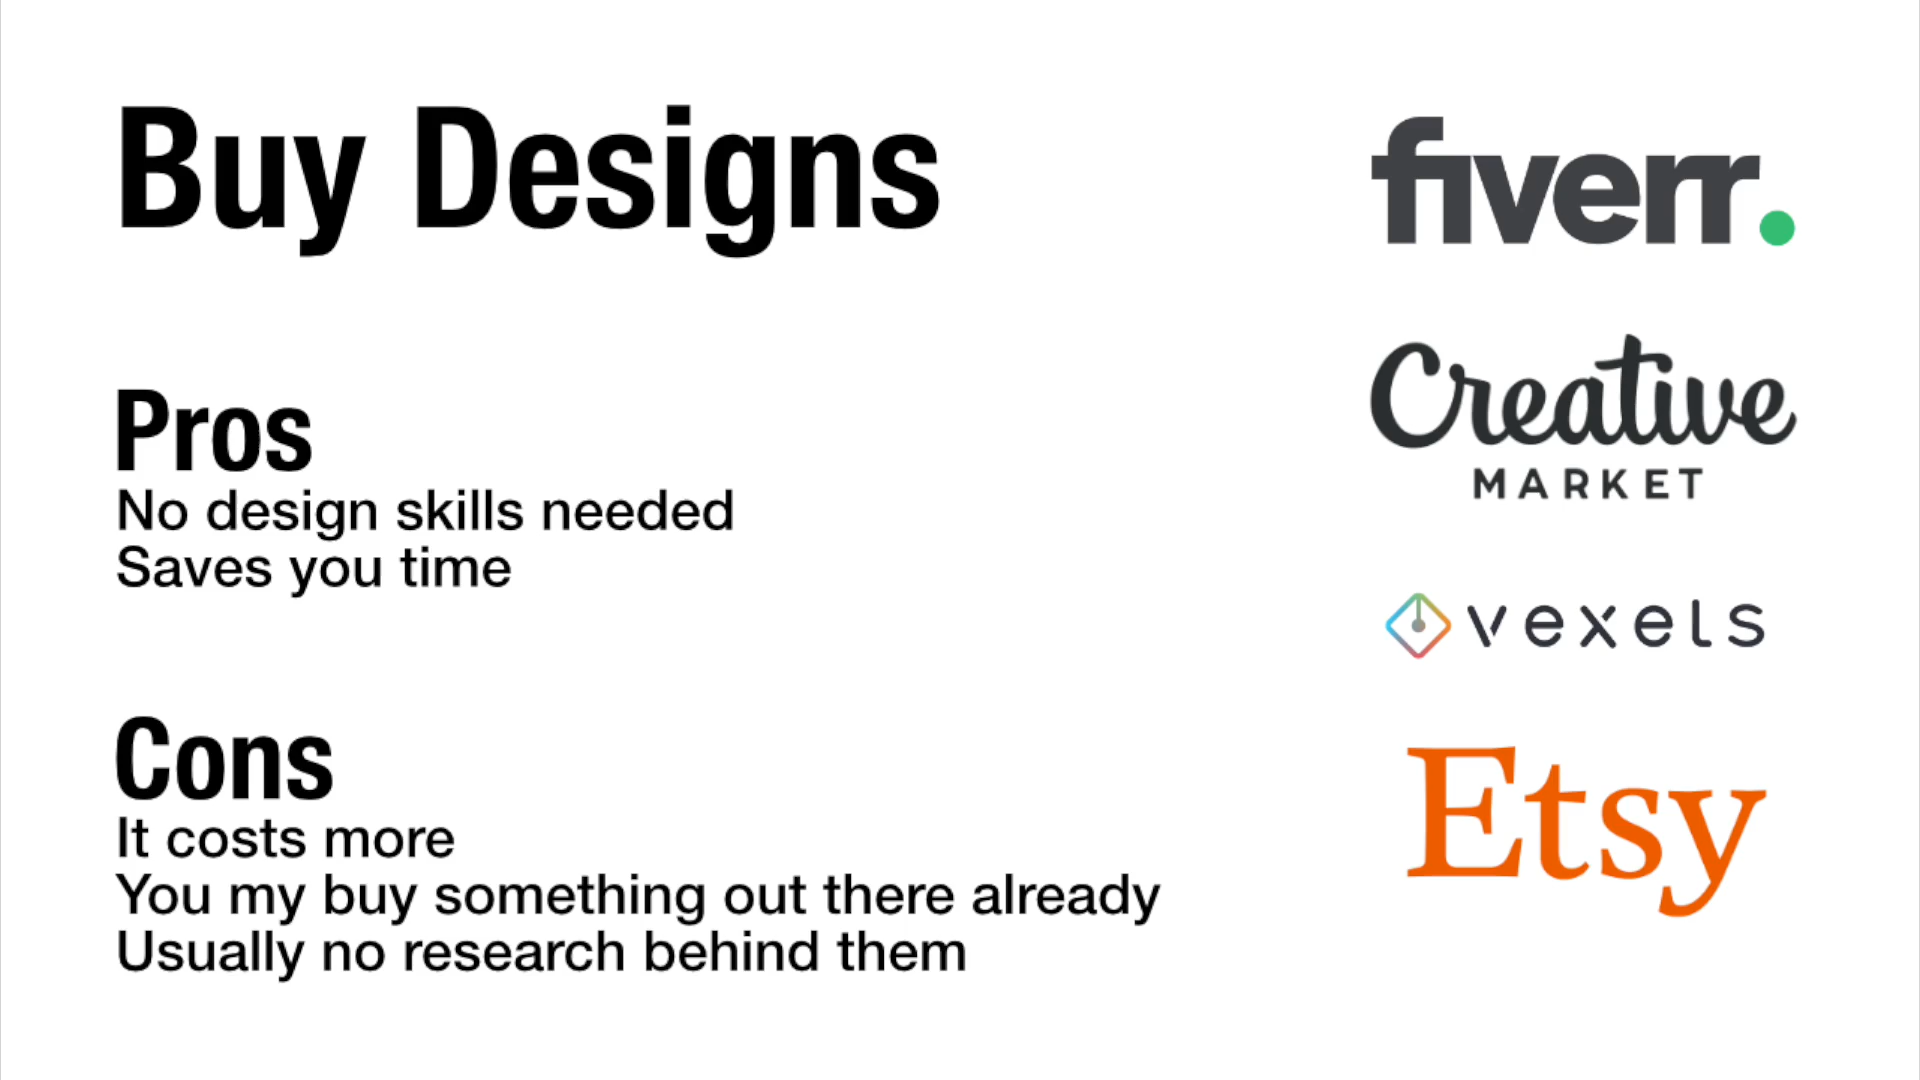 Buy Designs
Pros
No design skills needed
Saves you time
Cons
It costs more
You my buy something out there already
Usually no research behind them
fiverr.
Creative
MARKET
vexels
Etsy